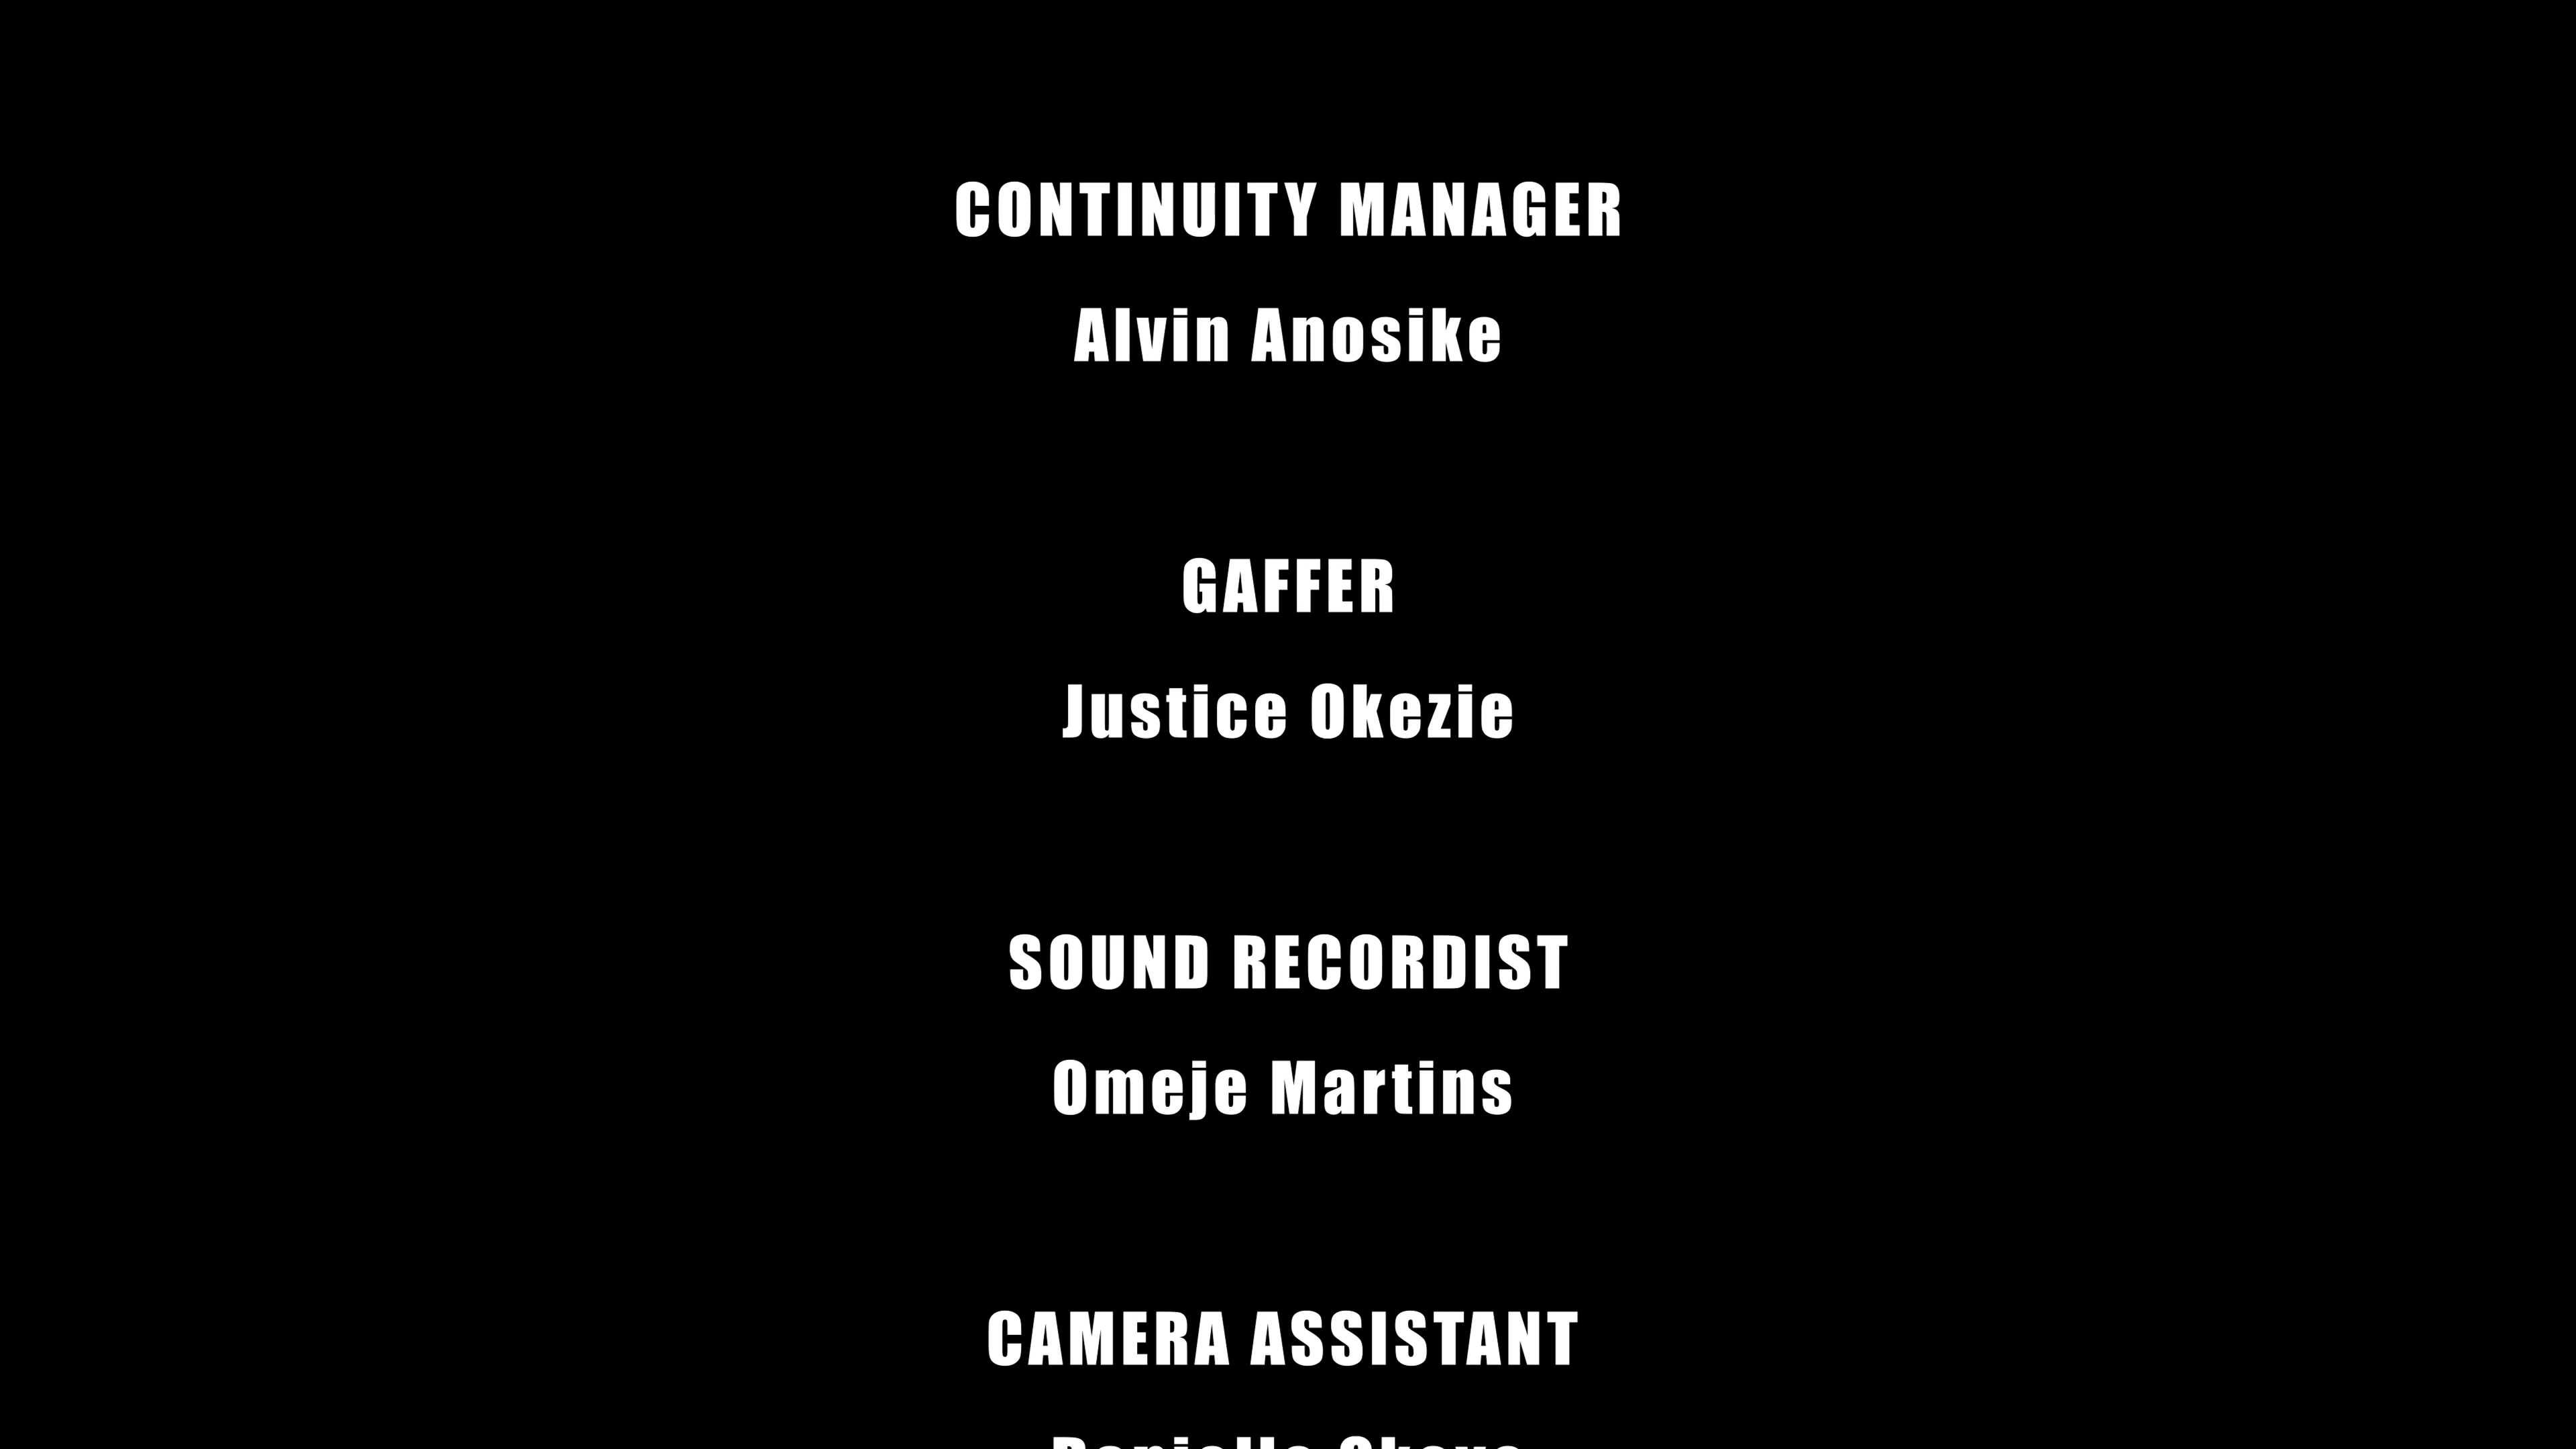 CONTINUITY MANAGER
Alvin Anosike
GAFFER
Justice Okezie
SOUND RECORDIST
Omeje Martins
CAMERA ASSISTANT